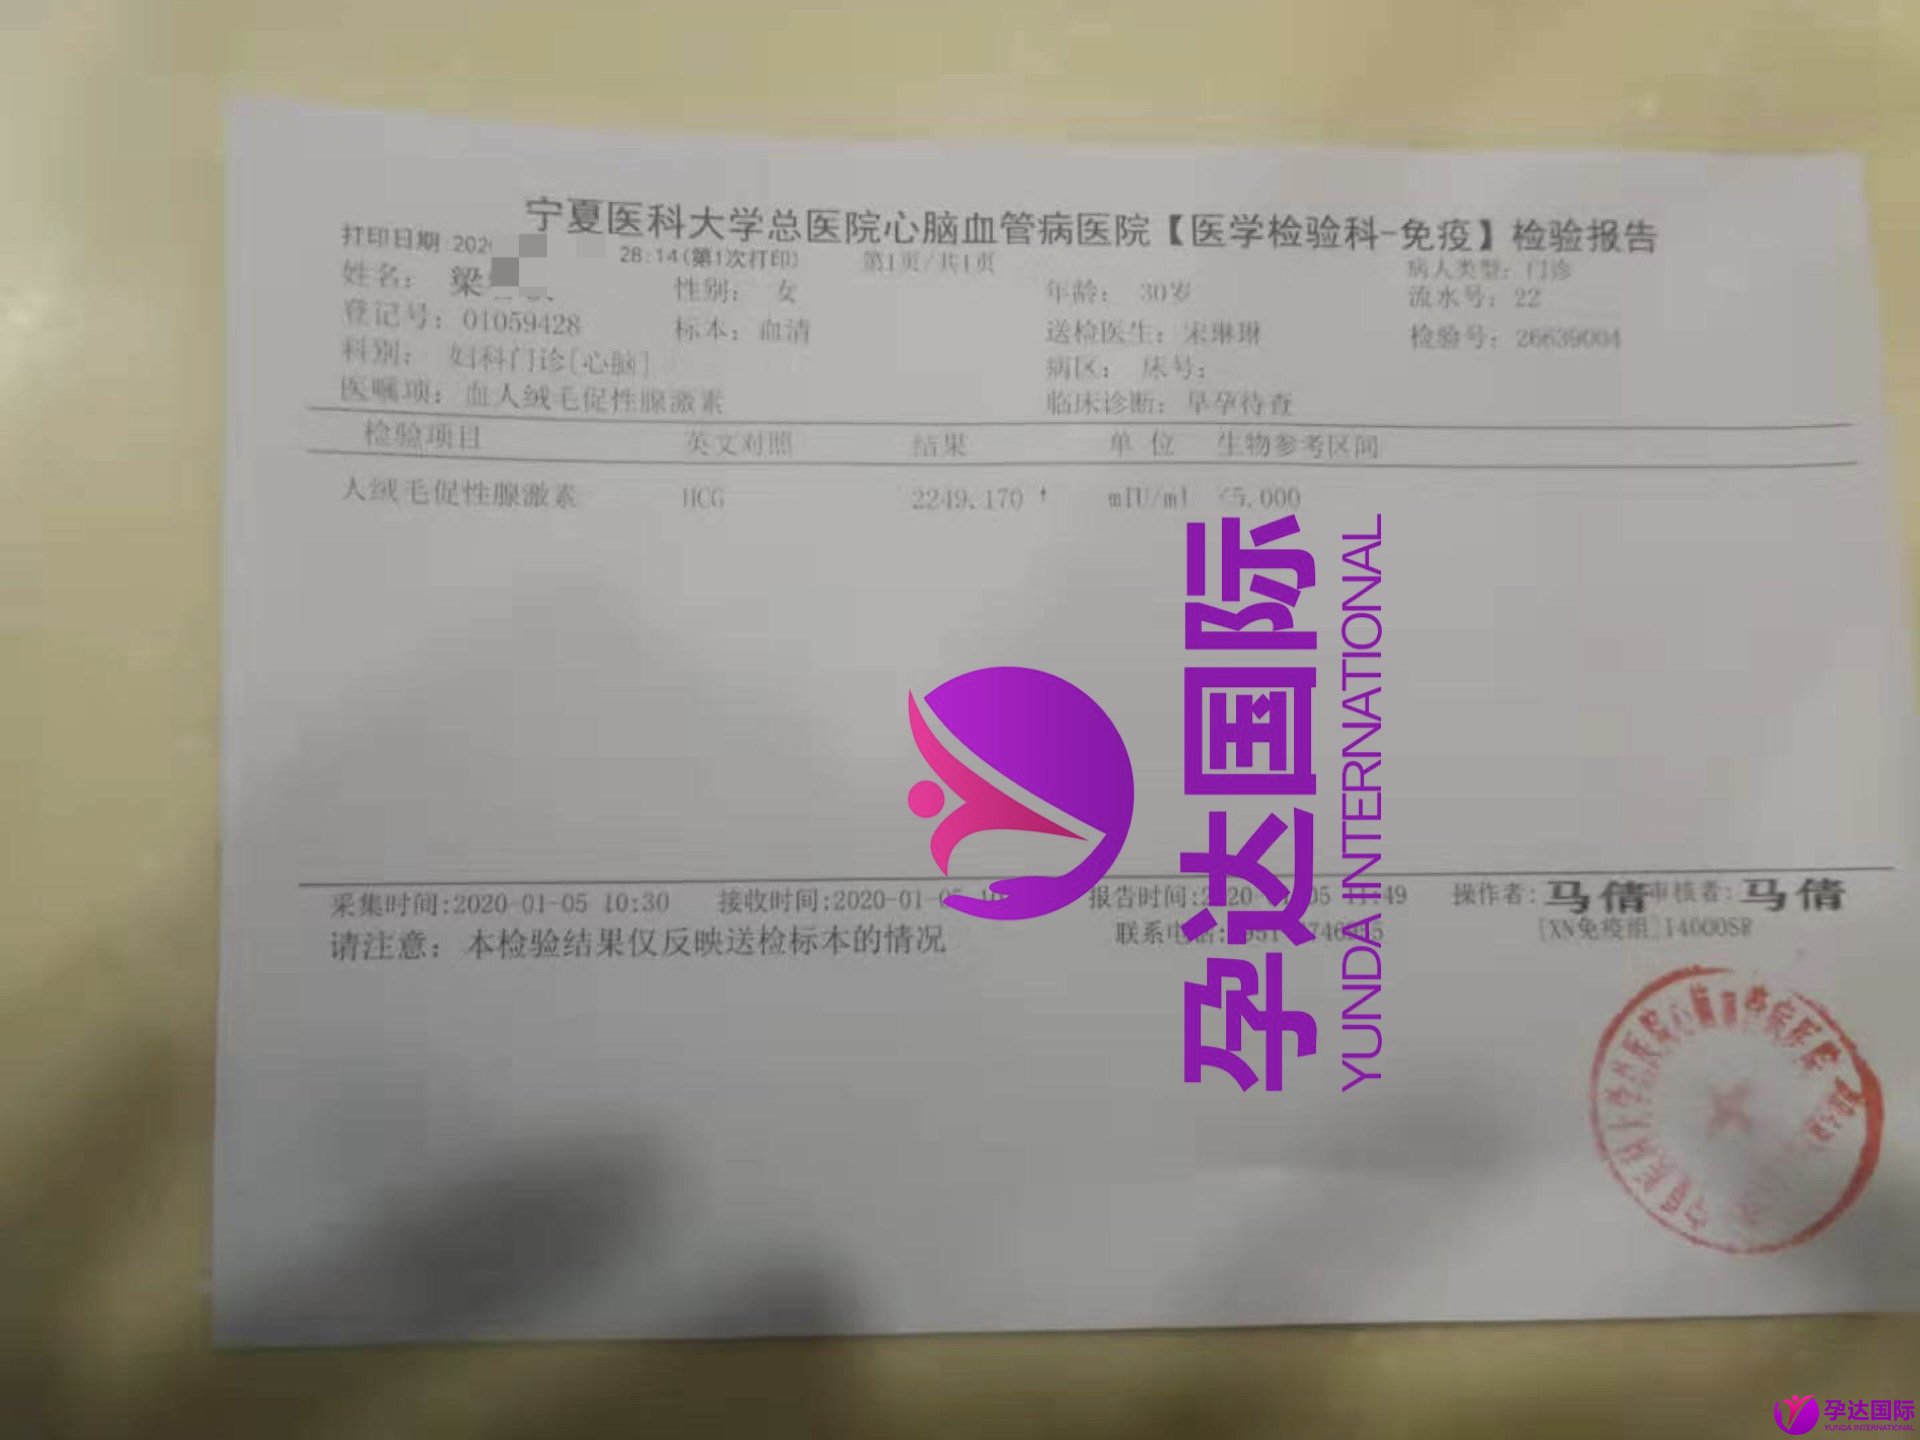 宁夏医科大学总医院心脑血管病医院【医学检验科-免疫】检验报告
打印日期 202 28:14(第1次打印) 第1页/共1页 病人类型: 门诊
姓名: 梁 性别: 女 年龄: 30岁 流水号: 22
登记号: 01059428 标本: 血清 送检医生: 宋琳琳 检验号: 26639004
科别: 妇科门诊[心脑] 病区: 床号:
医嘱项: 血人绒毛促性腺激素 临床诊断: 早孕待查
检验项目 英文对照 结果 单 位 生物参考区间
人绒毛促性腺激素 HCG 2249.170 ↑ mIU/ml <5.000
孕达国际
YUNDA INTERNATIONAL
采集时间:2020-01-05 10:30 接收时间:2020-01-05 报告时间: 操作者: 马倩 审核者: 马倩
请注意: 本检验结果仅反映送检标本的情况 联系电话: [XN免疫组]I4000SR
孕达国际
YUNDA INTERNATIONAL